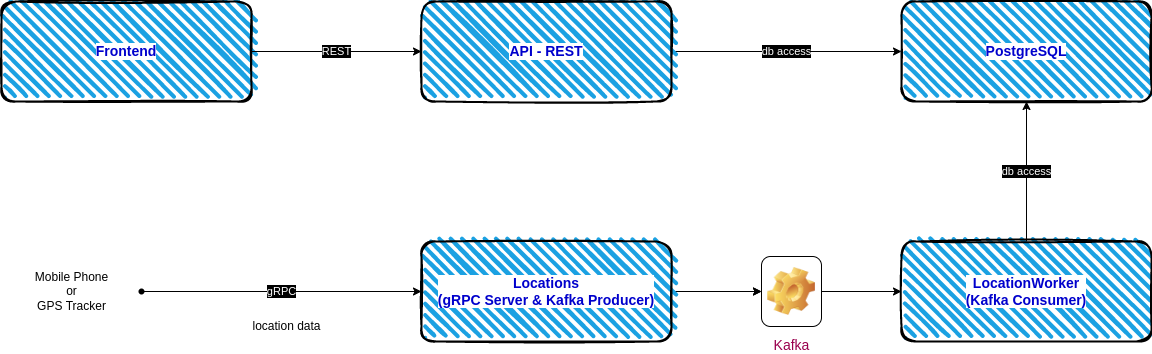 Frontend
REST
API - REST
db access
PostgreSQL
db access
Mobile Phone
or
GPS Tracker
gRPC
location data
Locations
(gRPC Server & Kafka Producer)
Kafka
LocationWorker
(Kafka Consumer)